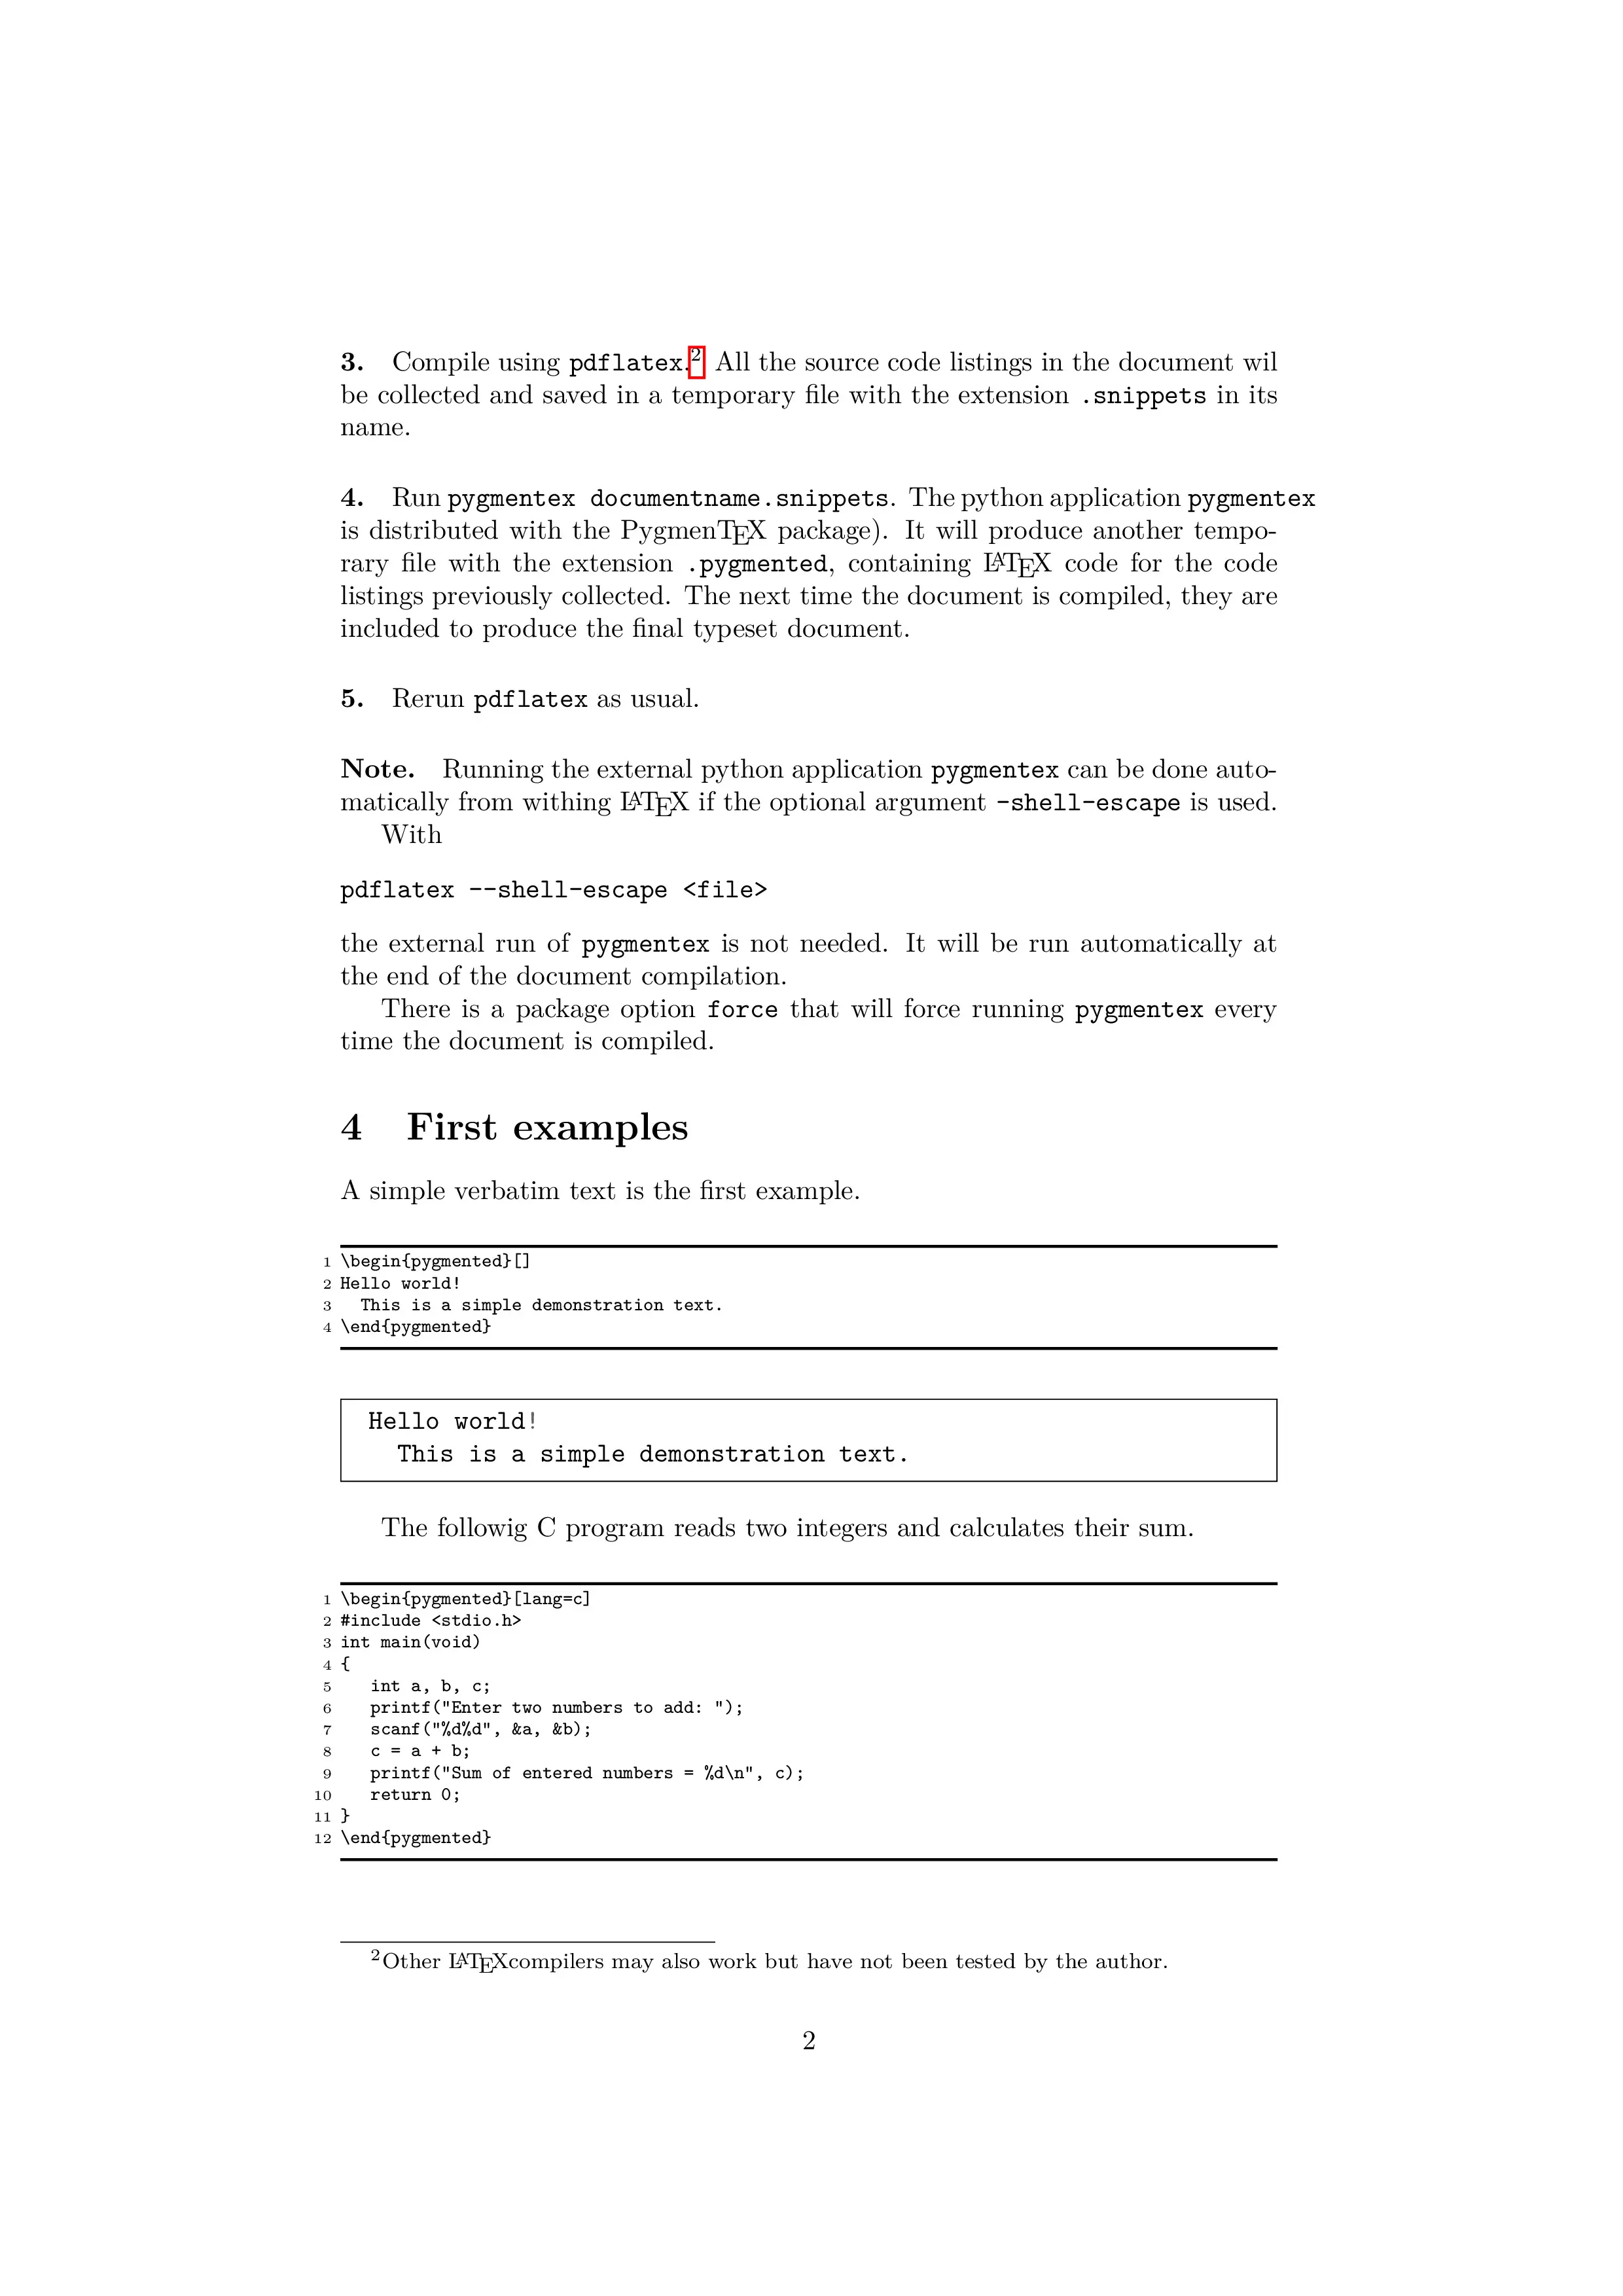 3. Compile using pdflatex.2 All the source code listings in the document wil
be collected and saved in a temporary file with the extension .snippets in its
name.
4. Run pygmentex documentname.snippets. The python application pygmentex
is distributed with the PygmenTEX package). It will produce another tempo-
rary file with the extension .pygmented, containing LATEX code for the code
listings previously collected. The next time the document is compiled, they are
included to produce the final typeset document.
5. Rerun pdflatex as usual.
Note. Running the external python application pygmentex can be done auto-
matically from withing LATEX if the optional argument -shell-escape is used.
With
pdflatex --shell-escape <file>
the external run of pygmentex is not needed. It will be run automatically at
the end of the document compilation.
There is a package option force that will force running pygmentex every
time the document is compiled.
4 First examples
A simple verbatim text is the first example.
1 \begin{pygmented}[]
2 Hello world!
3   This is a simple demonstration text.
4 \end{pygmented}
Hello world!
  This is a simple demonstration text.
The followig C program reads two integers and calculates their sum.
1 \begin{pygmented}[lang=c]
2 #include <stdio.h>
3 int main(void)
4 {
5    int a, b, c;
6    printf("Enter two numbers to add: ");
7    scanf("%d%d", &a, &b);
8    c = a + b;
9    printf("Sum of entered numbers = %d\n", c);
10    return 0;
11 }
12 \end{pygmented}
2Other LATEXcompilers may also work but have not been tested by the author.
2